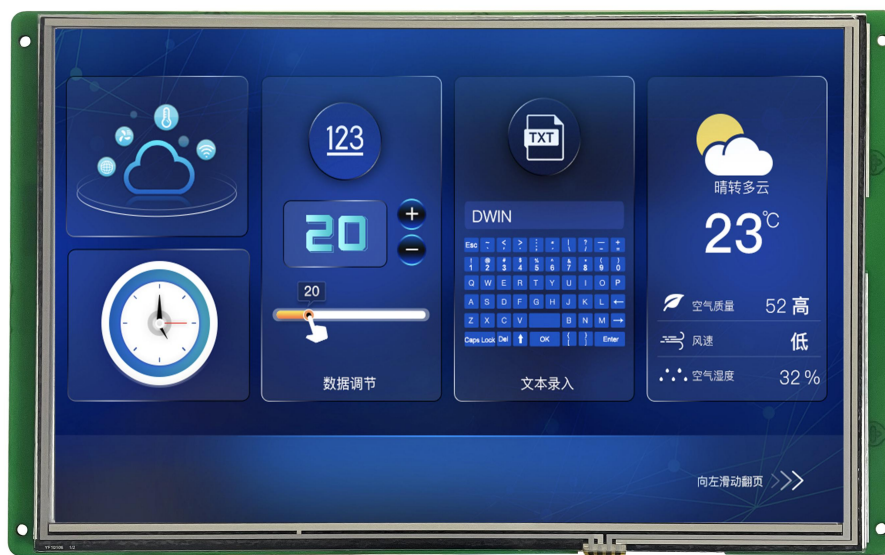 123
20
+
−
20
数据调节
TXT
DWIN
Esc
Q W E R T Y U I O P
A S D F G H J K L ←
Z X C V B N M →
Caps Lock Del OK Enter
文本录入
晴转多云
23℃
空气质量 52 高
风速 低
空气湿度 32%
向左滑动翻页